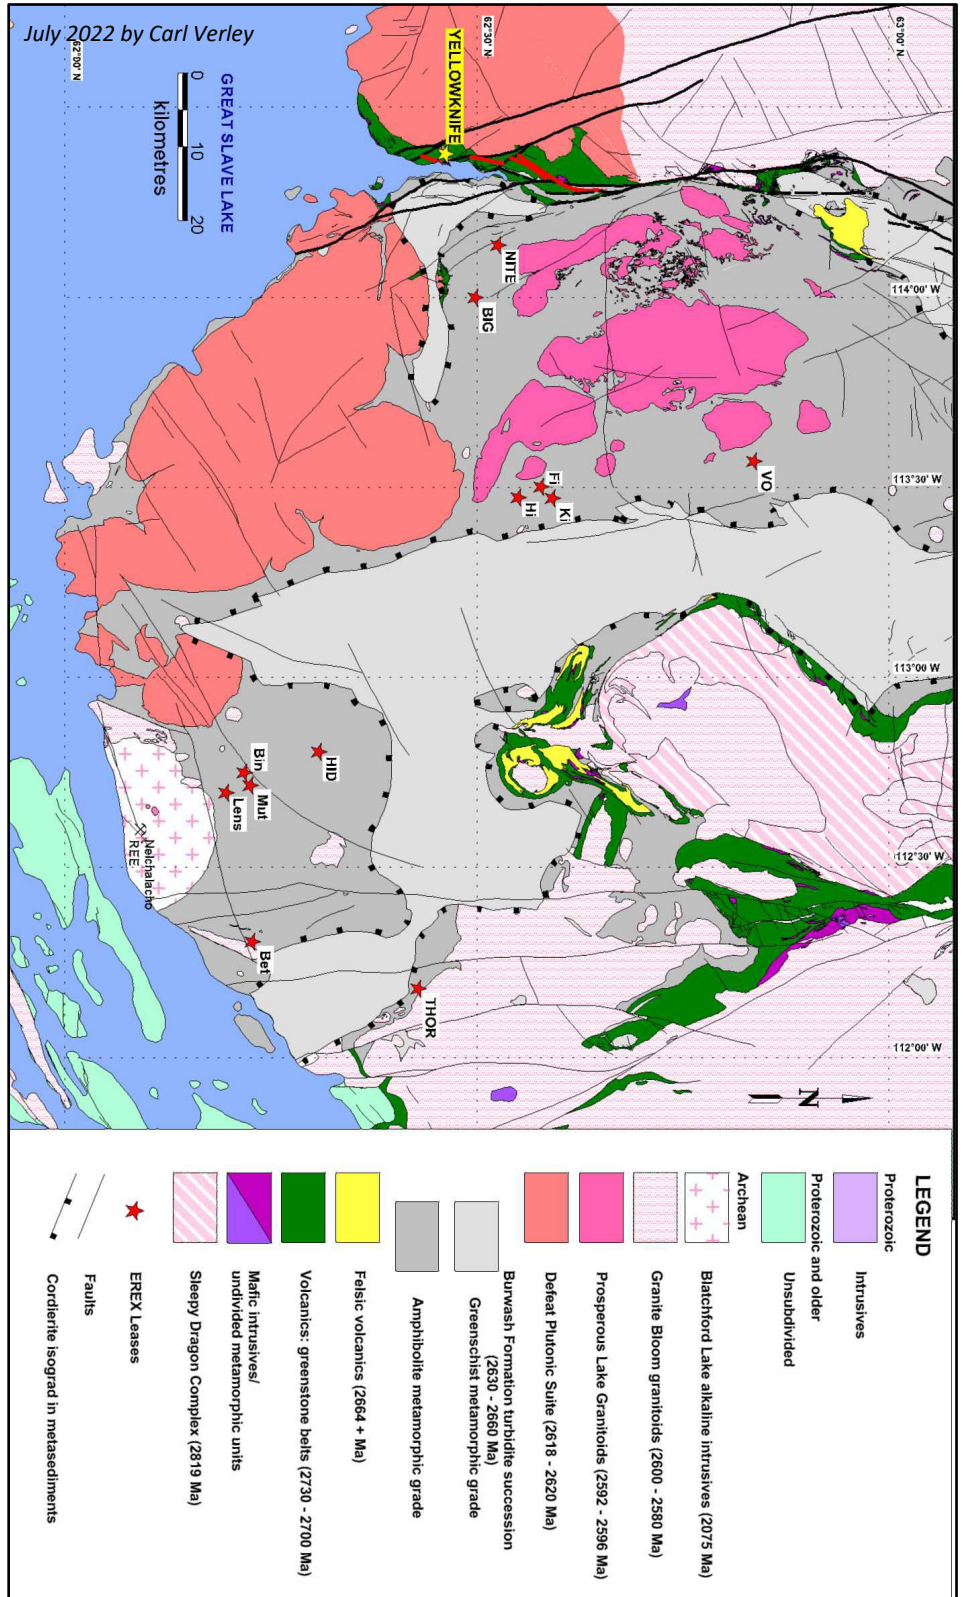 July 2022 by Carl Verley
62°00' N
62°30' N
63°00' N
YELLOWKNIFE
GREAT SLAVE LAKE
0 10 20
kilometres
114°00' W
113°30' W
113°00' W
112°30' W
112°00' W
NITE
BIG
VO
Fi
Ki
Hi
HID
Bin
Mut
Lens
Nechalacho
REE
Bet
THOR
N
LEGEND
Proterozoic
Intrusives
Proterozoic and older
Unsubdivided
Archean
Blatchford Lake alkaline intrusives (2075 Ma)
Granite Bloom granitoids (2600 - 2580 Ma)
Prosperous Lake Granitoids (2592 - 2596 Ma)
Defeat Plutonic Suite (2618 - 2620 Ma)
Burwash Formation turbidite succession
(2630 - 2660 Ma)
Greenschist metamorphic grade
Amphibolite metamorphic grade
Felsic volcanics (2664 + Ma)
Volcanics: greenstone belts (2730 - 2700 Ma)
Mafic intrusives/
undivided metamorphic units
Sleepy Dragon Complex (2819 Ma)
EREX Leases
Faults
Cordierite isograd in metasediments